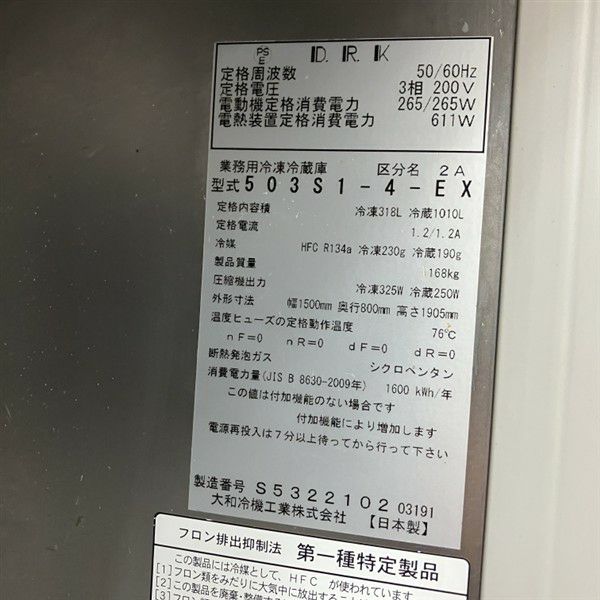 PS
E
D.R.K
定格周波数 50/60Hz
定格電圧 3相 200V
電動機定格消費電力 265/265W
電熱装置定格消費電力 611W
業務用冷凍冷蔵庫 区分名 2A
型式 503S1-4-EX
定格内容積 冷凍318L 冷蔵1010L
定格電流 1.2/1.2A
冷媒 HFC R134a 冷凍230g 冷蔵190g
製品質量 168kg
圧縮機出力 冷凍325W 冷蔵250W
外形寸法 幅1500mm 奥行800mm 高さ1905mm
温度ヒューズの定格動作温度 76℃
nF=0 nR=0 dF=0 dR=0
断熱発泡ガス シクロペンタン
消費電力量(JIS B 8630-2009年) 1600 kWh/年
この値は付加機能のない場合です
付加機能により増加します
電源再投入は7分以上待ってから行って下さい
製造番号 S5322102 03191
大和冷機工業株式会社 【日本製】
フロン排出抑制法 第一種特定製品
この製品には冷媒として、HFC が使われています
[1]フロン類をみだりに大気中に放出すること
[2]この製品を廃棄・整備する
[3]フロン